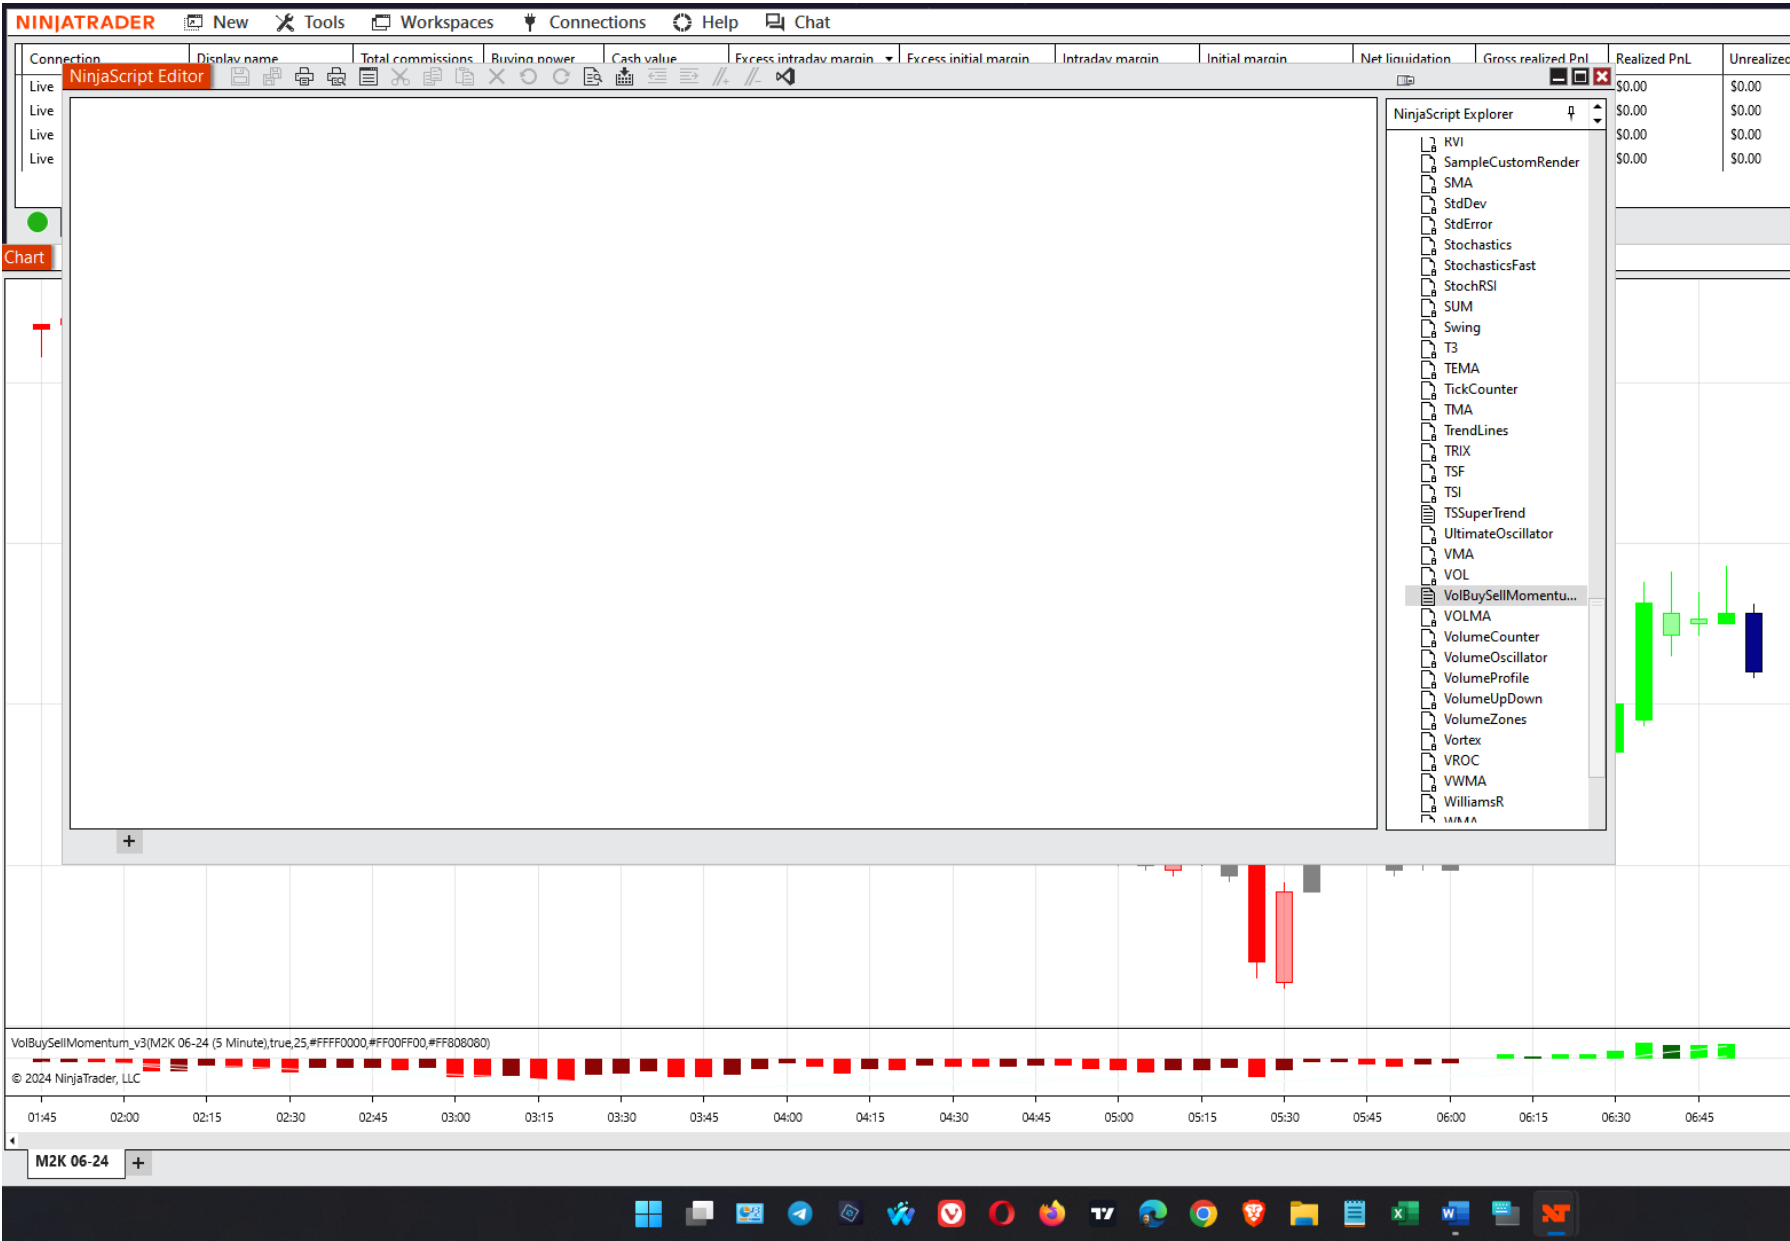 NINJATRADER New Tools Workspaces Connections Help Chat
Connection Display name Total commissions Buying power Cash value Excess intraday margin Excess initial margin Intraday margin Initial margin Net liquidation Gross realized PnL Realized PnL Unrealized
NinjaScript Editor
Live $0.00 $0.00
Live $0.00 $0.00
Live $0.00 $0.00
Live $0.00 $0.00
Chart
NinjaScript Explorer
RVI
SampleCustomRender
SMA
StdDev
StdError
Stochastics
StochasticsFast
StochRSI
SUM
Swing
T3
TEMA
TickCounter
TMA
TrendLines
TRIX
TSF
TSI
TSSuperTrend
UltimateOscillator
VMA
VOL
VolBuySellMomentu...
VOLMA
VolumeCounter
VolumeOscillator
VolumeProfile
VolumeUpDown
VolumeZones
Vortex
VROC
VWMA
WilliamsR
WMA
+
VolBuySellMomentum_v3(M2K 06-24 (5 Minute),true,25,#FFFF0000,#FF00FF00,#FF808080)
© 2024 NinjaTrader, LLC
01:45 02:00 02:15 02:30 02:45 03:00 03:15 03:30 03:45 04:00 04:15 04:30 04:45 05:00 05:15 05:30 05:45 06:00 06:15 06:30 06:45
M2K 06-24 +